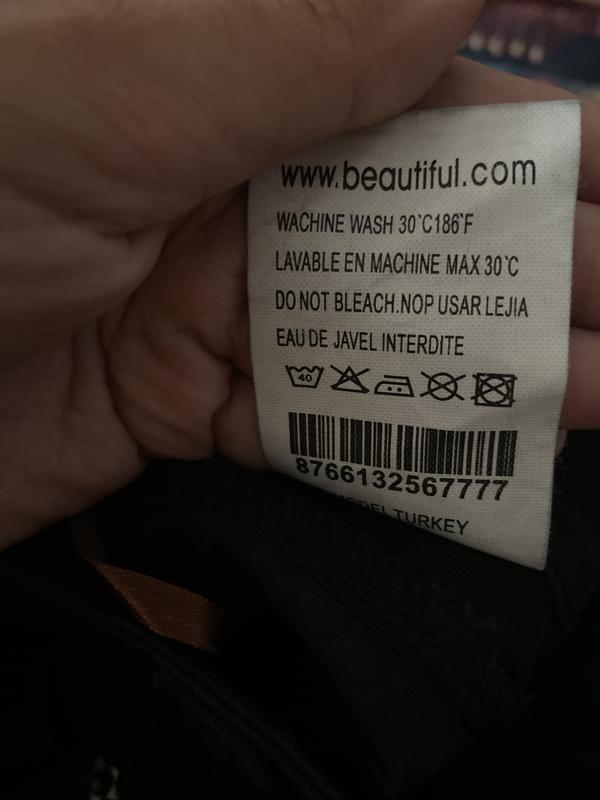 www.beautiful.com
WACHINE WASH 30°C186°F
LAVABLE EN MACHINE MAX 30°C
DO NOT BLEACH.NOP USAR LEJIA
EAU DE JAVEL INTERDITE
40
8766132567777
MODEL TURKEY